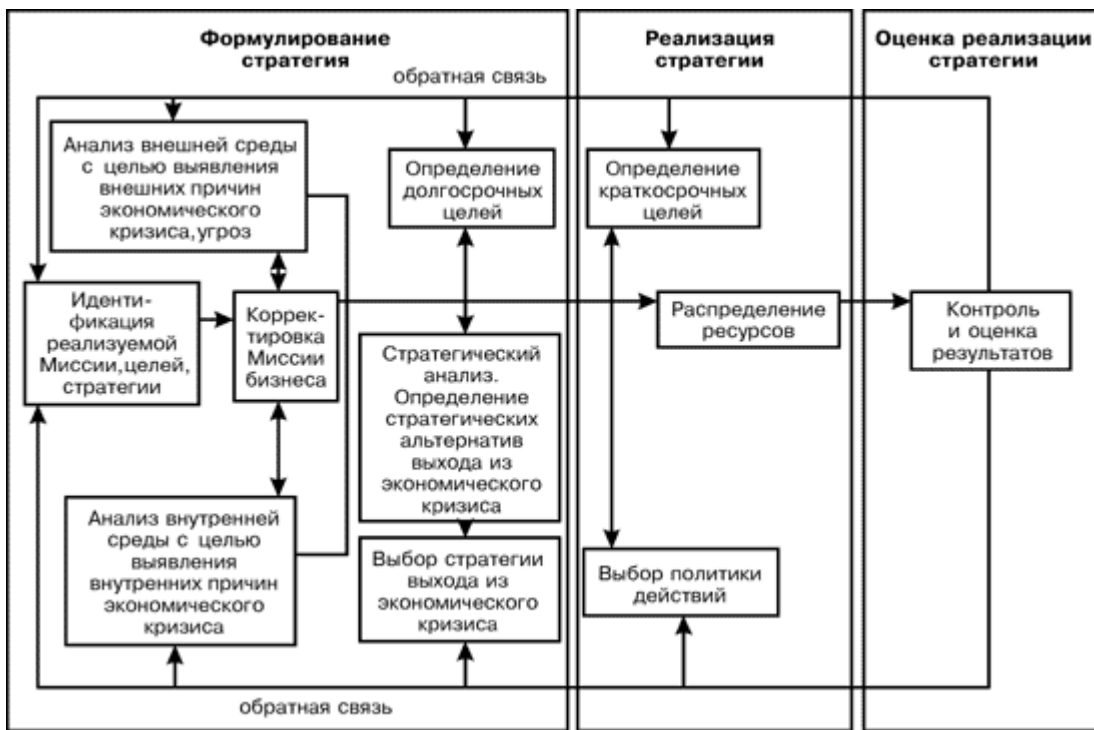 Формулирование
стратегия
Реализация
стратегии
Оценка реализации
стратегии
обратная связь
Анализ внешней среды
с целью выявления
внешних причин
экономического
кризиса,угроз
Определение
долгосрочных
целей
Определение
краткосрочных
целей
Иденти-
фикация
реализуемой
Миссии,целей,
стратегии
Коррек-
тировка
Миссии
бизнеса
Распределение
ресурсов
Контроль
и оценка
результатов
Стратегический
анализ.
Определение
стратегических
альтернатив
выхода из
экономического
кризиса
Анализ внутренней
среды с целью
выявления
внутренних причин
экономического
кризиса
Выбор стратегии
выхода из
экономического
кризиса
Выбор политики
действий
обратная связь